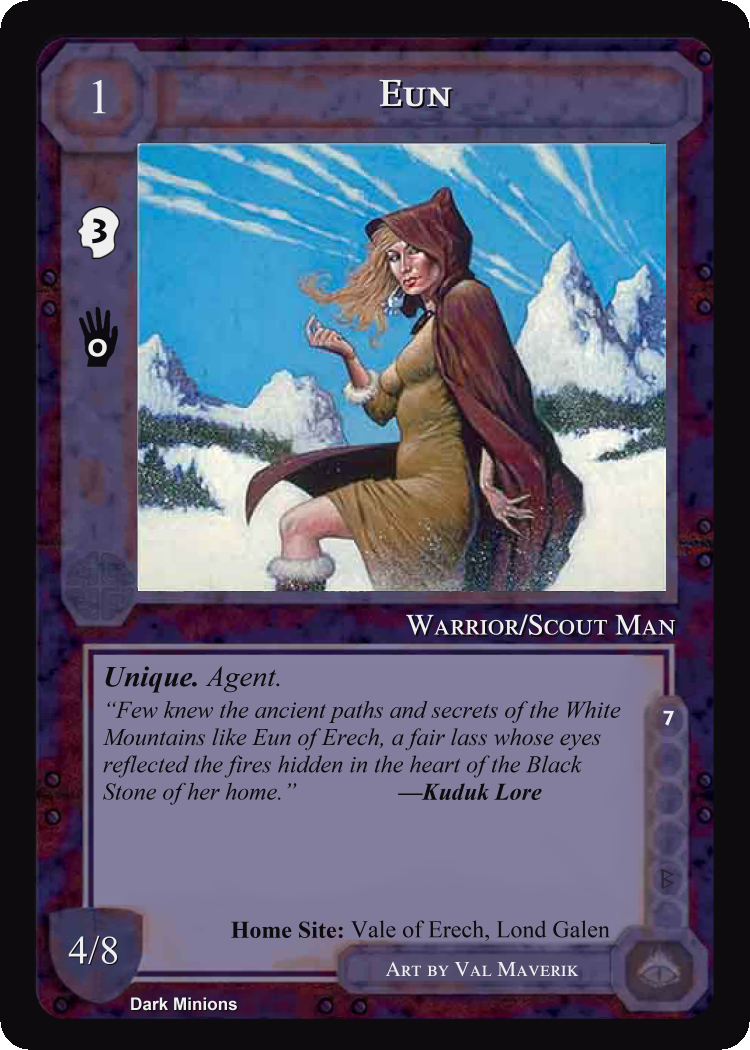 1
Eun
3
0
Warrior/Scout Man
Unique. Agent.
“Few knew the ancient paths and secrets of the White
Mountains like Eun of Erech, a fair lass whose eyes
reflected the fires hidden in the heart of the Black
Stone of her home.” —Kuduk Lore
7
Home Site: Vale of Erech, Lond Galen
4/8
Art by Val Maverik
Dark Minions